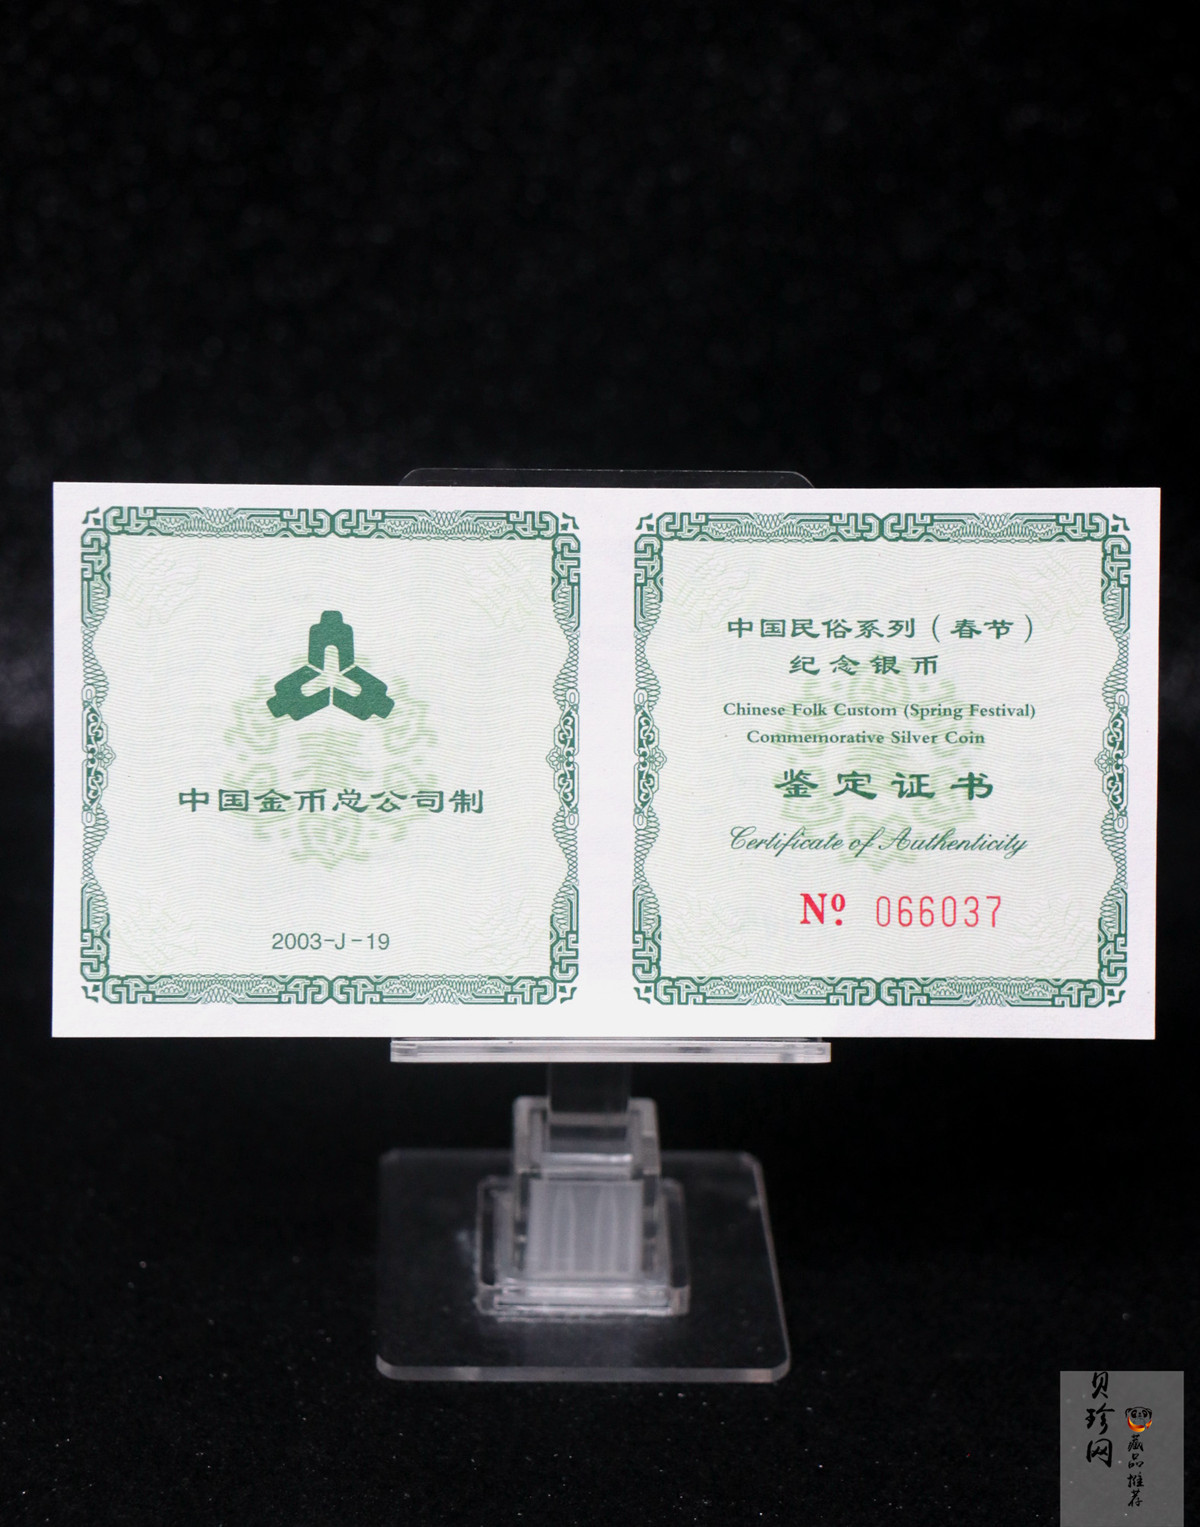 中国金币总公司制
2003-J-19
中国民俗系列（春节）
纪念银币
Chinese Folk Custom (Spring Festival)
Commemorative Silver Coin
鉴定证书
Certificate of Authenticity
Nº. 066037
贝珍网
藏品推荐